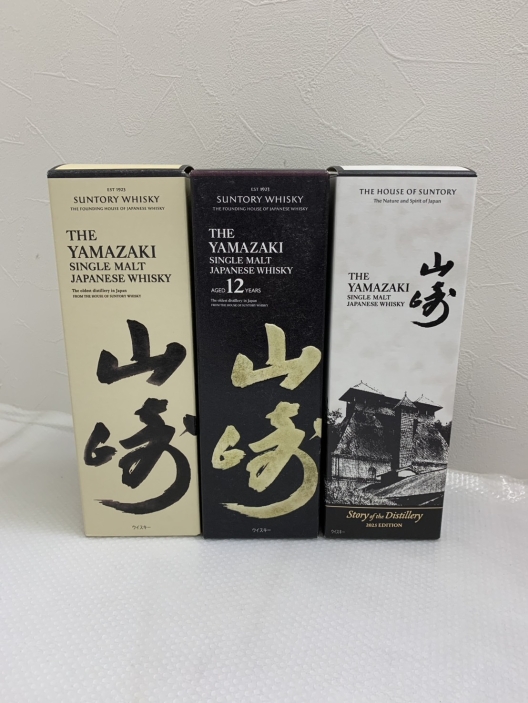 EST 1923
SUNTORY WHISKY
THE FOUNDING HOUSE OF JAPANESE WHISKY
THE
YAMAZAKI
SINGLE MALT
JAPANESE WHISKY
The oldest distillery in Japan
FROM THE HOUSE OF SUNTORY WHISKY
山
崎
ウイスキー
EST 1923
SUNTORY WHISKY
THE FOUNDING HOUSE OF JAPANESE WHISKY
THE
YAMAZAKI
SINGLE MALT
JAPANESE WHISKY
AGED 12 YEARS
The oldest distillery in Japan
FROM THE HOUSE OF SUNTORY WHISKY
山
崎
ウイスキー
THE HOUSE OF SUNTORY
The Nature and Spirit of Japan
THE
YAMAZAKI
SINGLE MALT
JAPANESE WHISKY
山
崎
Story of the Distillery
2023 EDITION
ウイスキー